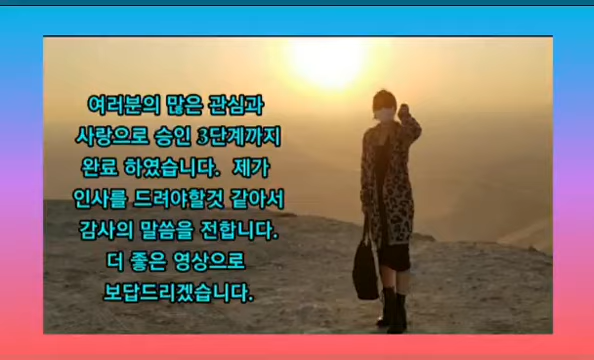 여러분의 많은 관심과
사랑으로 승인 3단계까지
완료 하였습니다. 제가
인사를 드려야할것 같아서
감사의 말씀을 전합니다.
더 좋은 영상으로
보답드리겠습니다.